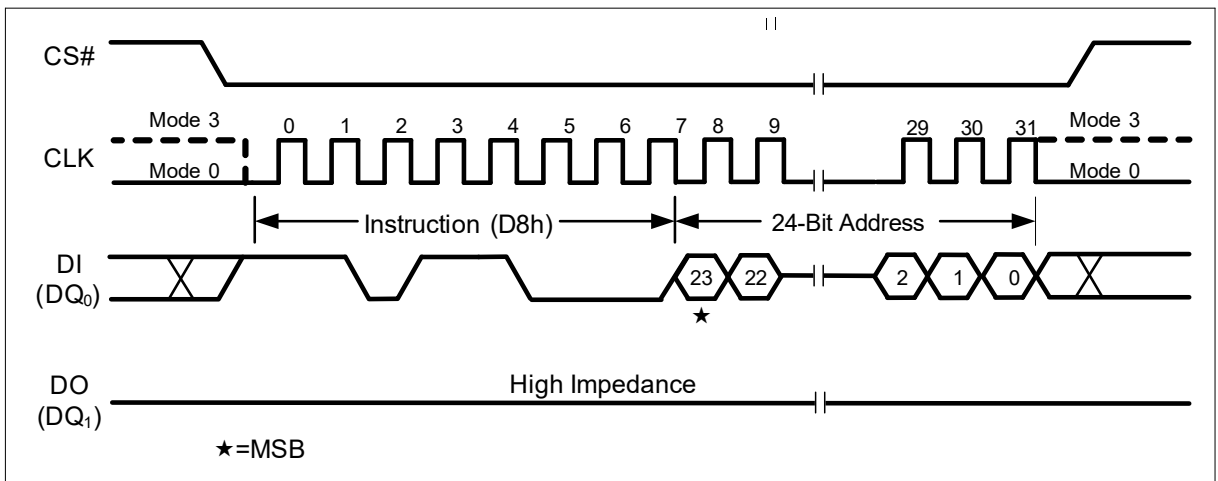 CS#
Mode 3
0 1 2 3 4 5 6 7 8 9 29 30 31
Mode 3
CLK
Mode 0
Mode 0
Instruction (D8h)
24-Bit Address
DI
(DQ₀)
23 22 2 1 0
★
High Impedance
DO
(DQ₁)
★=MSB